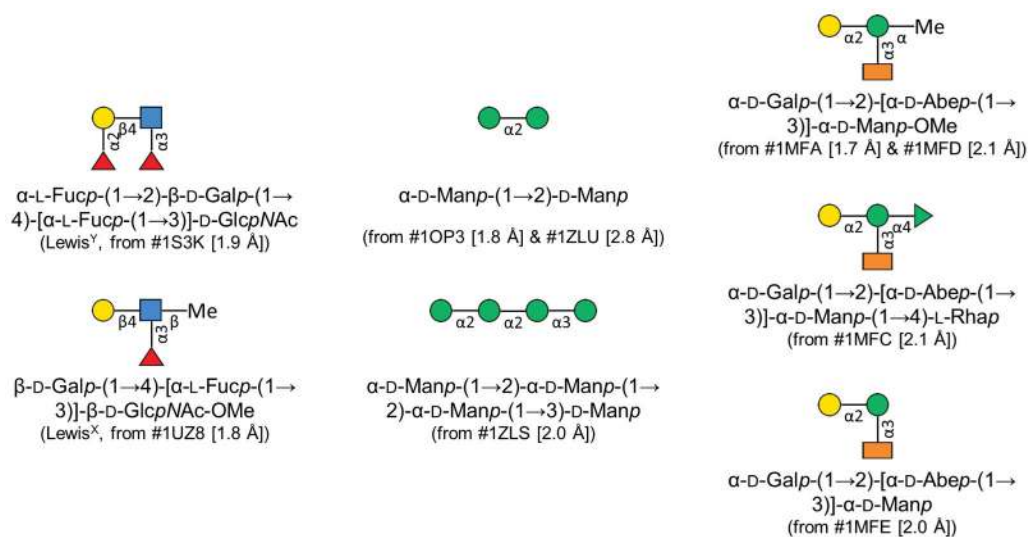 α2
α3
β4
α-L-Fucp-(1→2)-β-D-Galp-(1→
4)-[α-L-Fucp-(1→3)]-D-GlcpNAc
(Lewisʸ, from #1S3K [1.9 Å])
β4
α3
β
Me
β-D-Galp-(1→4)-[α-L-Fucp-(1→
3)]-β-D-GlcpNAc-OMe
(Lewisˣ, from #1UZ8 [1.8 Å])
α2
α-D-Manp-(1→2)-D-Manp
(from #1OP3 [1.8 Å] & #1ZLU [2.8 Å])
α2
α2
α3
α-D-Manp-(1→2)-α-D-Manp-(1→
2)-α-D-Manp-(1→3)-D-Manp
(from #1ZLS [2.0 Å])
α2
α3
α
Me
α-D-Galp-(1→2)-[α-D-Abep-(1→
3)]-α-D-Manp-OMe
(from #1MFA [1.7 Å] & #1MFD [2.1 Å])
α2
α3
α4
α-D-Galp-(1→2)-[α-D-Abep-(1→
3)]-α-D-Manp-(1→4)-L-Rhap
(from #1MFC [2.1 Å])
α2
α3
α-D-Galp-(1→2)-[α-D-Abep-(1→
3)]-α-D-Manp
(from #1MFE [2.0 Å])